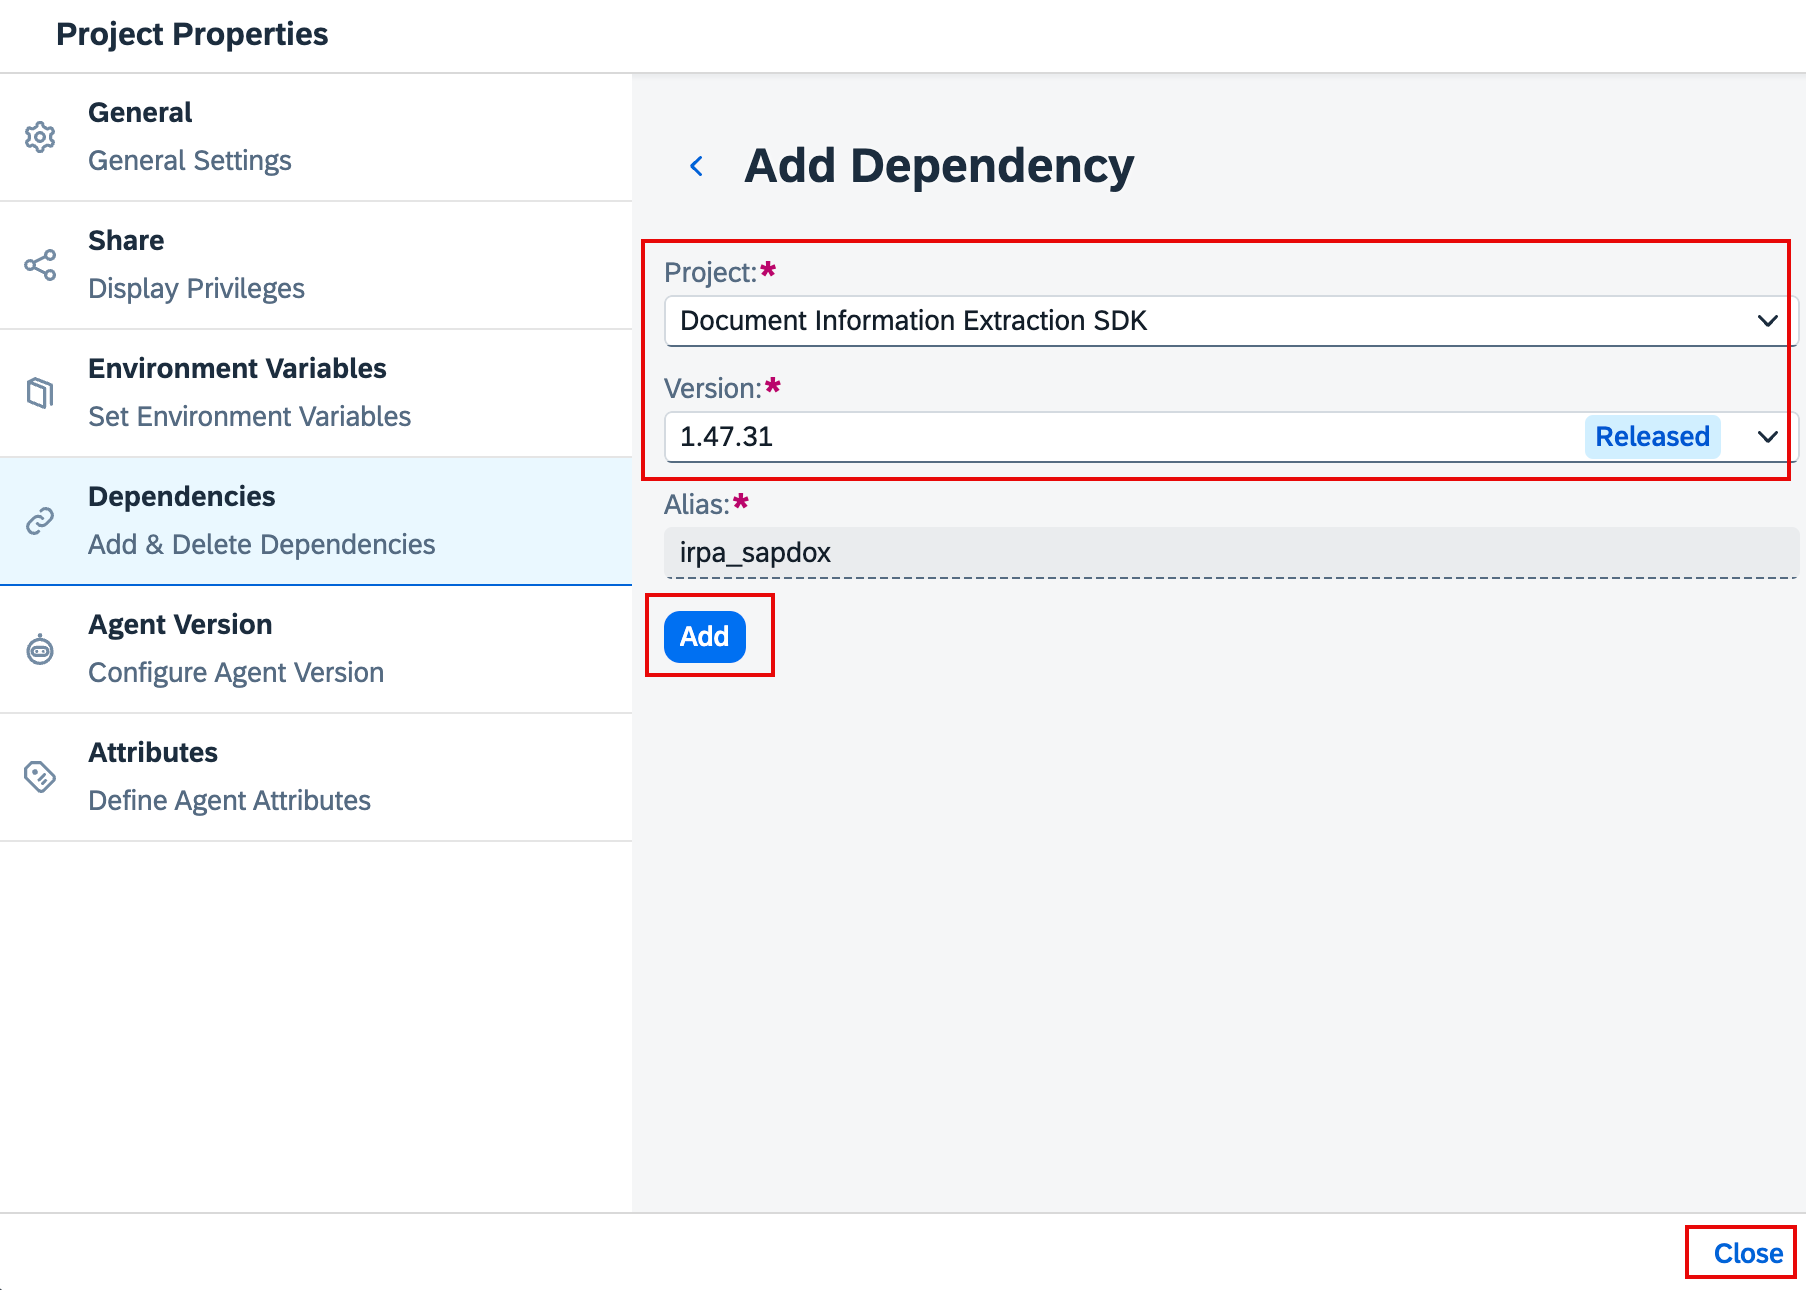 Project Properties
General
General Settings
Share
Display Privileges
Environment Variables
Set Environment Variables
Dependencies
Add & Delete Dependencies
Agent Version
Configure Agent Version
Attributes
Define Agent Attributes
Add Dependency
Project:*
Document Information Extraction SDK
Version:*
1.47.31 Released
Alias:*
irpa_sapdox
Add
Close